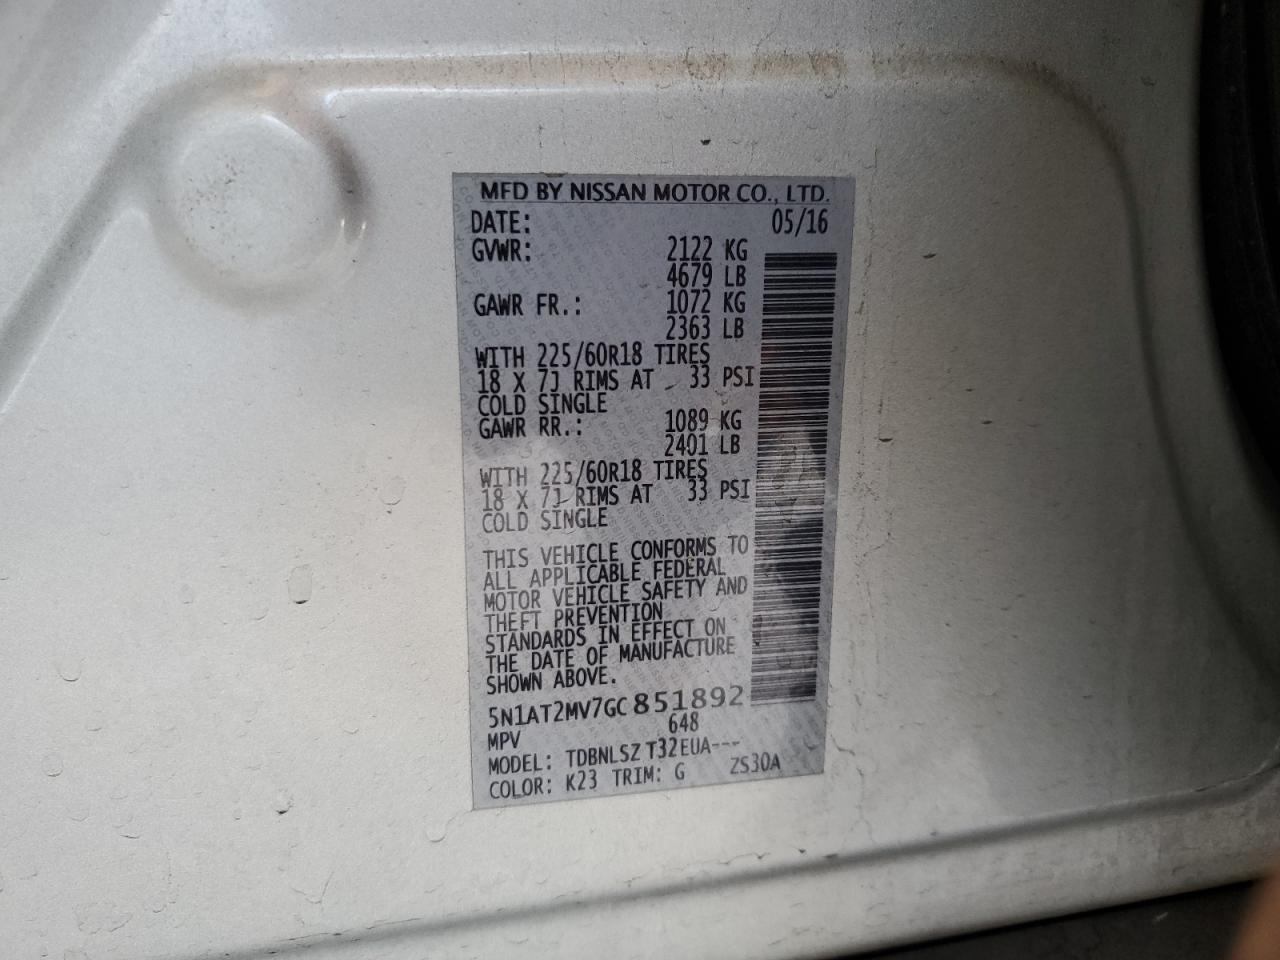 MFD BY NISSAN MOTOR CO., LTD.
DATE: 05/16
GVWR: 2122 KG
4679 LB
GAWR FR.: 1072 KG
2363 LB
WITH 225/60R18 TIRES
18 X 7J RIMS AT 33 PSI
COLD SINGLE
GAWR RR.: 1089 KG
2401 LB
WITH 225/60R18 TIRES
18 X 7J RIMS AT 33 PSI
COLD SINGLE
THIS VEHICLE CONFORMS TO
ALL APPLICABLE FEDERAL
MOTOR VEHICLE SAFETY AND
THEFT PREVENTION
STANDARDS IN EFFECT ON
THE DATE OF MANUFACTURE
SHOWN ABOVE.
5N1AT2MV7GC851892
MPV 648
MODEL: TDBNLSZ T32EUA---
COLOR: K23 TRIM: G ZS30A